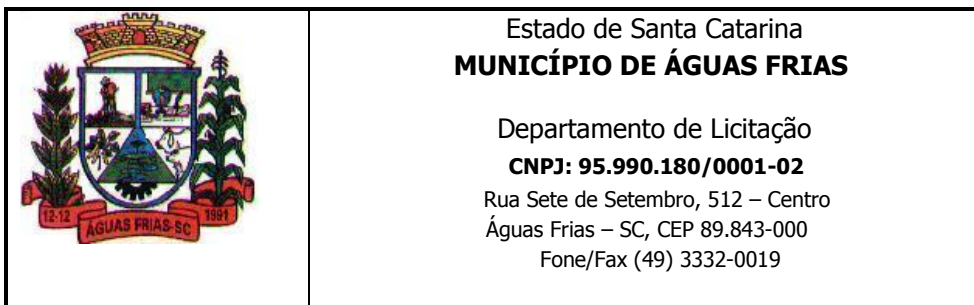 12-12
ÁGUAS FRIAS-SC
1991
Estado de Santa Catarina
MUNICÍPIO DE ÁGUAS FRIAS
Departamento de Licitação
CNPJ: 95.990.180/0001-02
Rua Sete de Setembro, 512 – Centro
Águas Frias – SC, CEP 89.843-000
Fone/Fax (49) 3332-0019